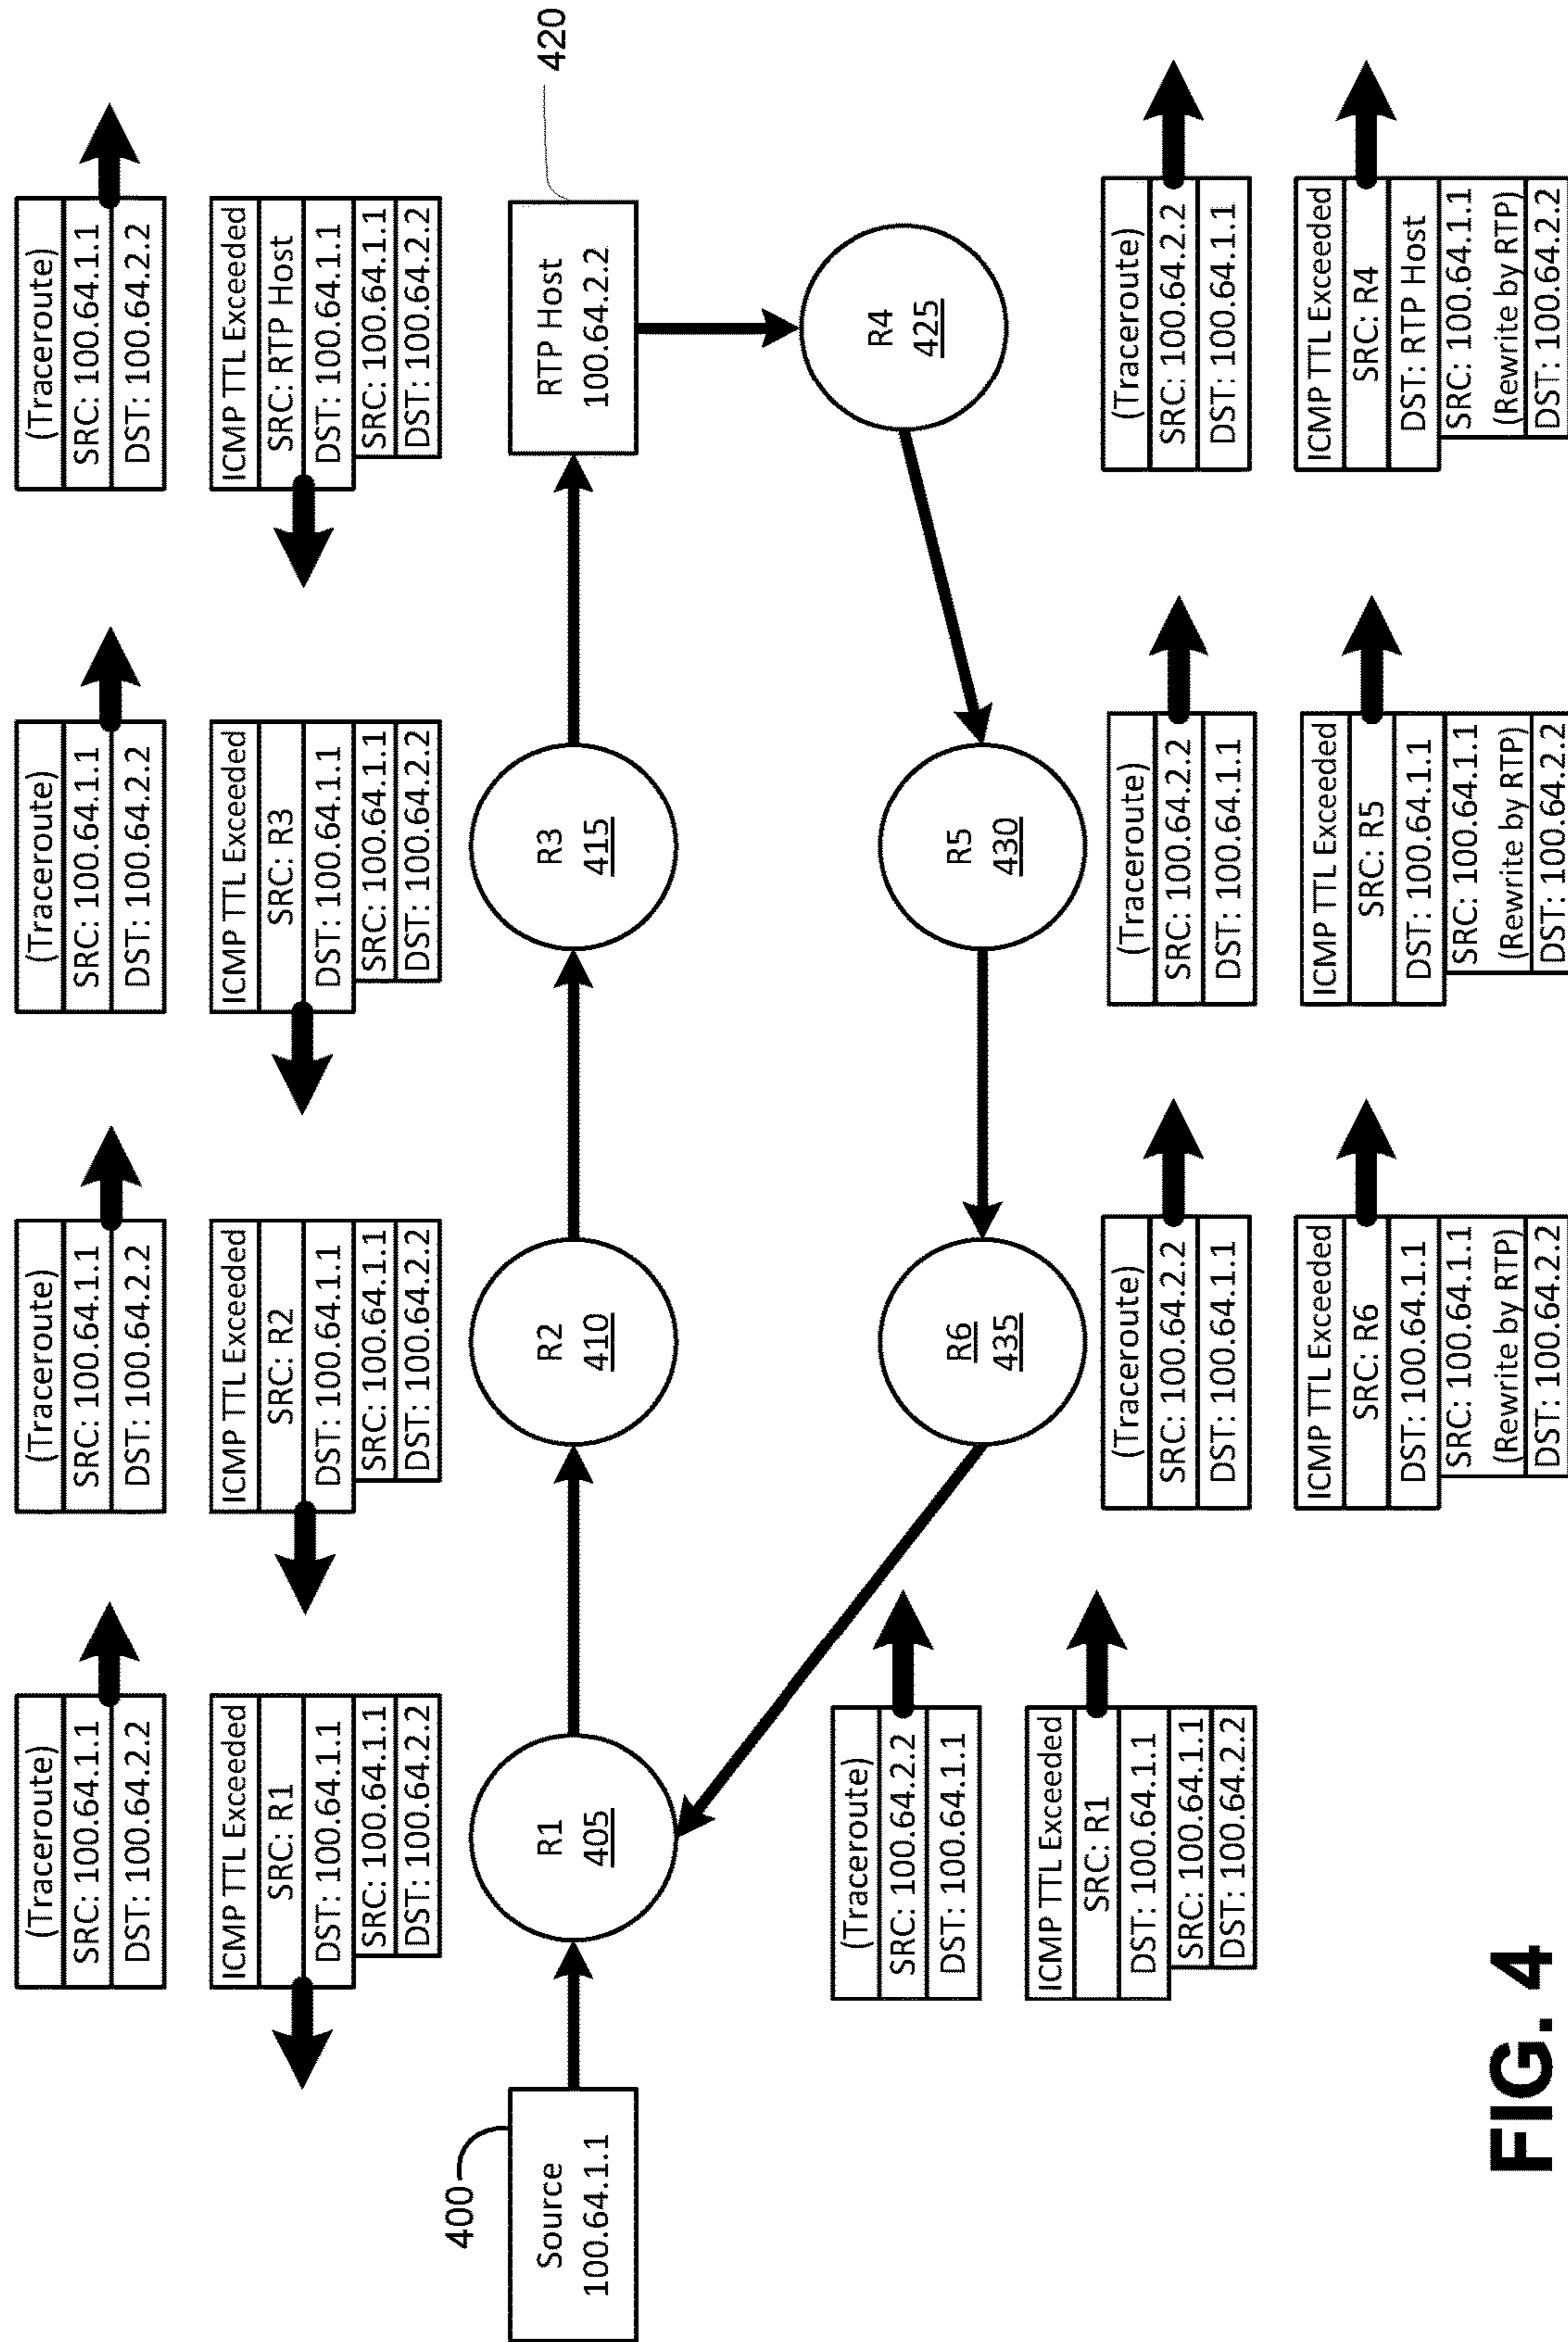 (Traceroute)
SRC: 100.64.1.1
DST: 100.64.2.2
(Traceroute)
SRC: 100.64.1.1
DST: 100.64.2.2
(Traceroute)
SRC: 100.64.1.1
DST: 100.64.2.2
(Traceroute)
SRC: 100.64.1.1
DST: 100.64.2.2
ICMP TTL Exceeded
SRC: R1
DST: 100.64.1.1
SRC: 100.64.1.1
DST: 100.64.2.2
ICMP TTL Exceeded
SRC: R2
DST: 100.64.1.1
SRC: 100.64.1.1
DST: 100.64.2.2
ICMP TTL Exceeded
SRC: R3
DST: 100.64.1.1
SRC: 100.64.1.1
DST: 100.64.2.2
ICMP TTL Exceeded
SRC: RTP Host
DST: 100.64.1.1
SRC: 100.64.1.1
DST: 100.64.2.2
400
Source
100.64.1.1
R1
405
R2
410
R3
415
RTP Host
100.64.2.2
420
R4
425
R5
430
R6
435
(Traceroute)
SRC: 100.64.2.2
DST: 100.64.1.1
ICMP TTL Exceeded
SRC: R1
DST: 100.64.1.1
SRC: 100.64.1.1
DST: 100.64.2.2
(Traceroute)
SRC: 100.64.2.2
DST: 100.64.1.1
ICMP TTL Exceeded
SRC: R6
DST: 100.64.1.1
SRC: 100.64.1.1
(Rewrite by RTP)
DST: 100.64.2.2
(Traceroute)
SRC: 100.64.2.2
DST: 100.64.1.1
ICMP TTL Exceeded
SRC: R5
DST: 100.64.1.1
SRC: 100.64.1.1
(Rewrite by RTP)
DST: 100.64.2.2
(Traceroute)
SRC: 100.64.2.2
DST: 100.64.1.1
ICMP TTL Exceeded
SRC: R4
DST: RTP Host
SRC: 100.64.1.1
(Rewrite by RTP)
DST: 100.64.2.2
FIG. 4